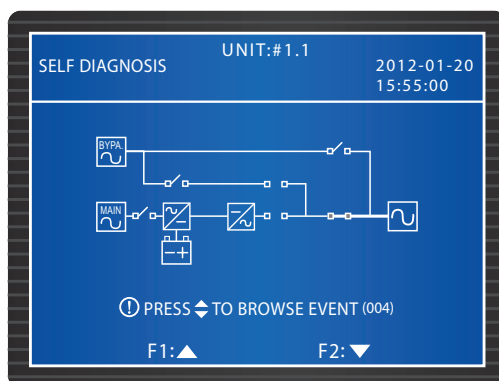 UNIT:#1.1
SELF DIAGNOSIS
2012-01-20
15:55:00
BYPA.
MAIN
PRESS TO BROWSE EVENT (004)
F1:
F2: